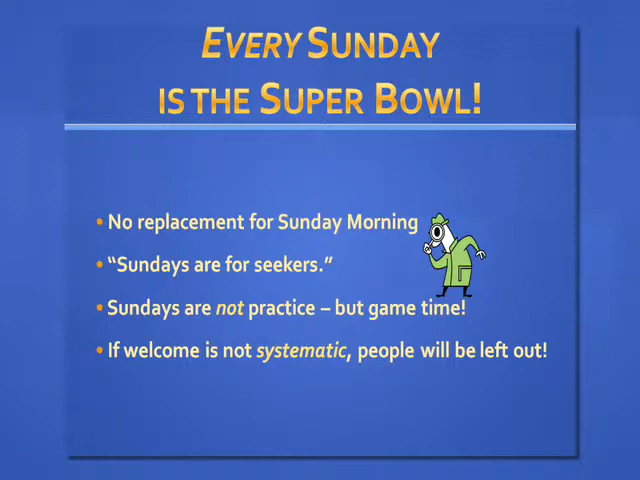 EVERY SUNDAY
IS THE SUPER BOWL!
• No replacement for Sunday Morning
• “Sundays are for seekers.”
• Sundays are not practice – but game time!
• If welcome is not systematic, people will be left out!